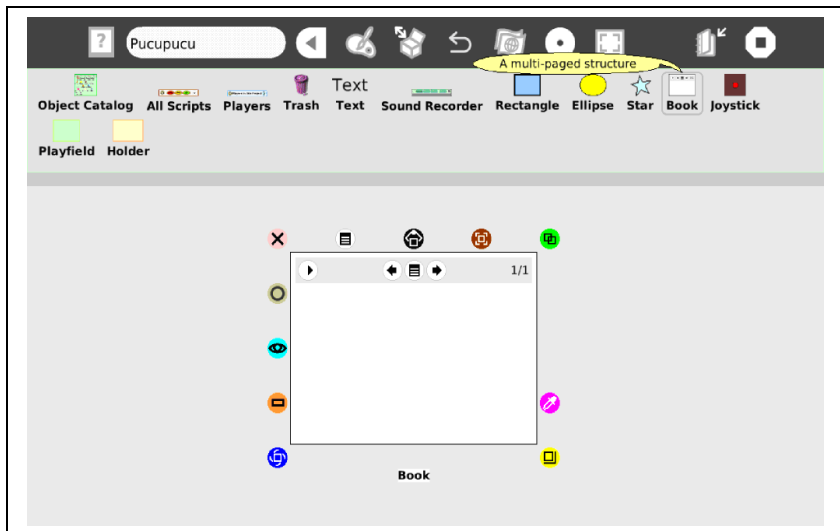 Pucupucu
A multi-paged structure
Text
Object Catalog All Scripts Players Trash Text Sound Recorder Rectangle Ellipse Star Book Joystick
Playfield Holder
1/1
Book